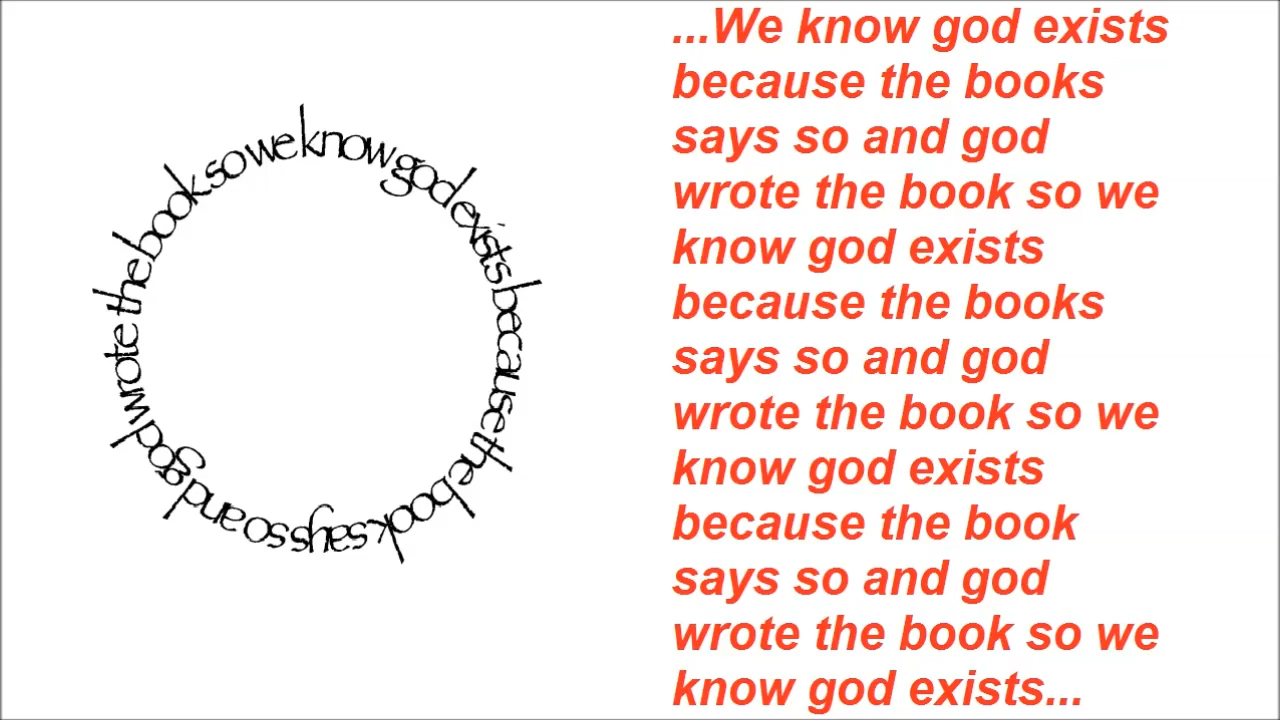 so we know god exists because the book says so and god wrote the book
...We know god exists
because the books
says so and god
wrote the book so we
know god exists
because the books
says so and god
wrote the book so we
know god exists
because the book
says so and god
wrote the book so we
know god exists...